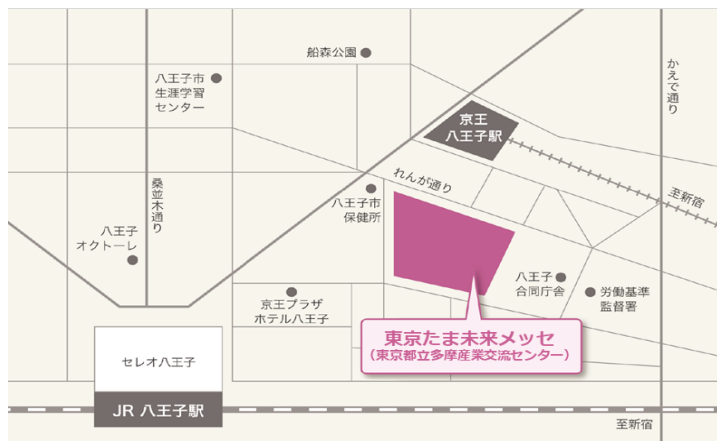 船森公園
八王子市
生涯学習
センター
かえで通り
京王
八王子駅
れんが通り
至新宿
桑並木通り
八王子市
保健所
八王子
オクトーレ
八王子
合同庁舎
労働基準
監督署
京王プラザ
ホテル八王子
東京たま未来メッセ
(東京都立多摩産業交流センター)
セレオ八王子
JR 八王子駅
至新宿